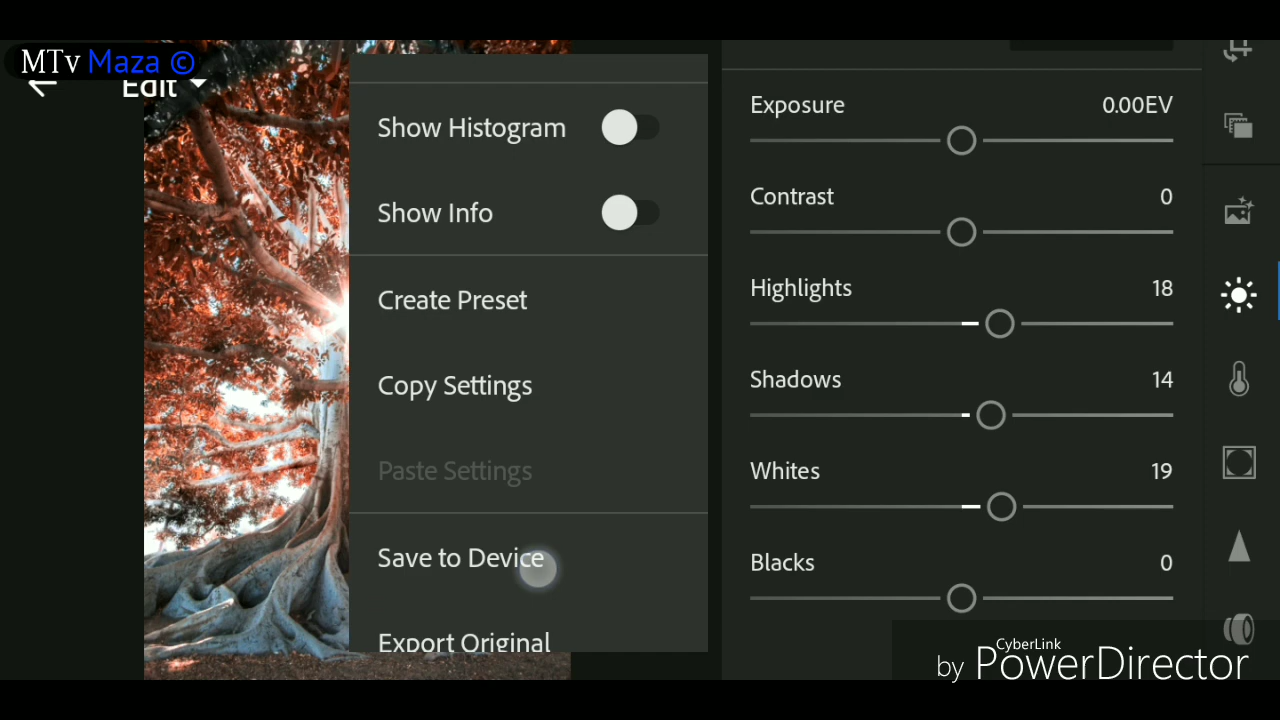 MTv Maza ©
Edit
Show Histogram
Show Info
Create Preset
Copy Settings
Paste Settings
Save to Device
Export Original
Exposure 0.00EV
Contrast 0
Highlights 18
Shadows 14
Whites 19
Blacks 0
CyberLink
by PowerDirector